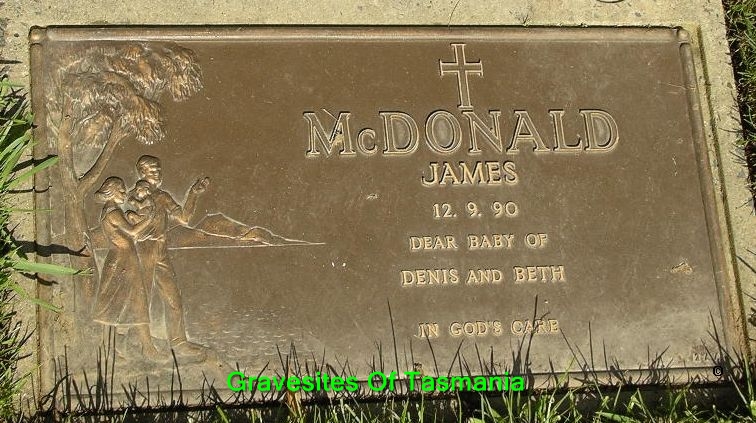 McDONALD
JAMES
12. 9. 90
DEAR BABY OF
DENIS AND BETH
IN GOD'S CARE
Gravesites Of Tasmania
©